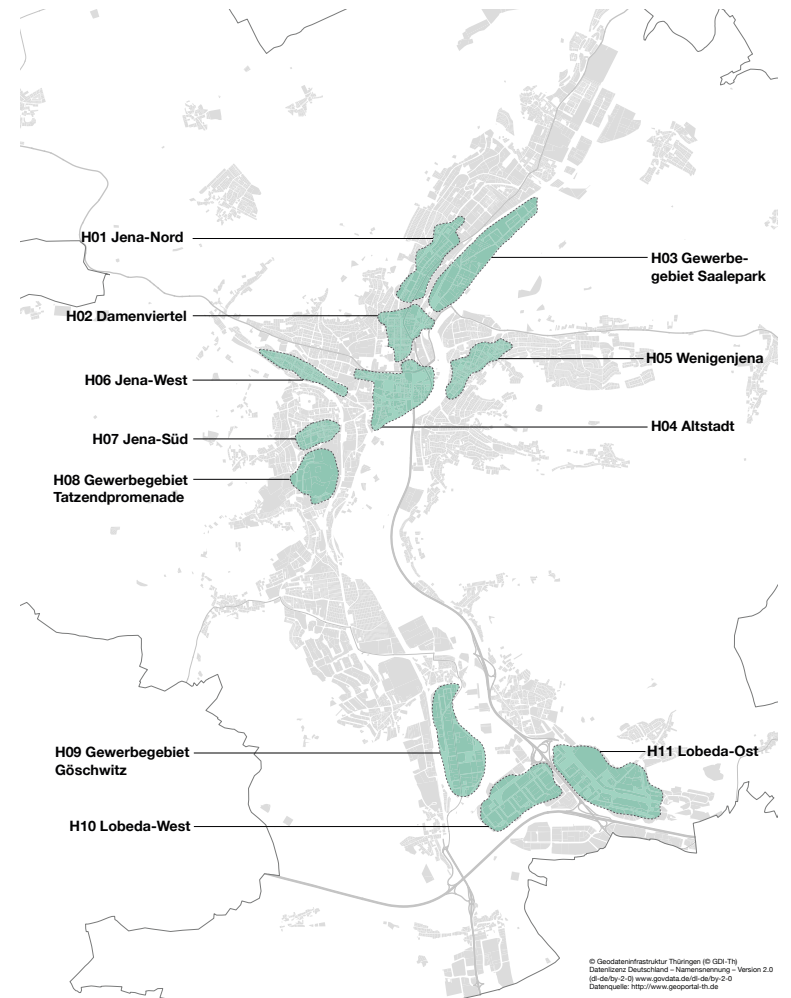 H01 Jena-Nord
H03 Gewerbe-
gebiet Saalepark
H02 Damenviertel
H05 Wenigenjena
H06 Jena-West
H04 Altstadt
H07 Jena-Süd
H08 Gewerbegebiet
Tatzendpromenade
H09 Gewerbegebiet
Göschwitz
H11 Lobeda-Ost
H10 Lobeda-West
© Geodateninfrastruktur Thüringen (© GDI-Th)
Datenlizenz Deutschland – Namensnennung – Version 2.0
(dl-de/by-2-0) www.govdata.de/dl-de/by-2-0
Datenquelle: http://www.geoportal-th.de